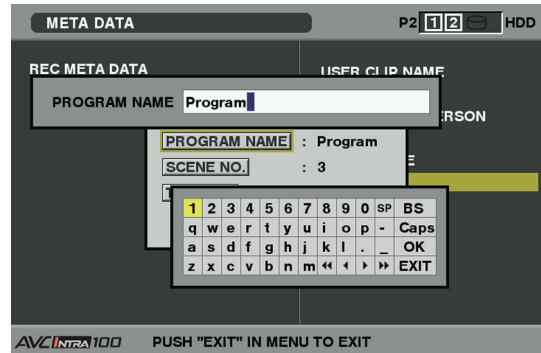 META DATA
P2 1 2 HDD
REC META DATA
USER CLIP NAME
PROGRAM NAME Program
ERSON
PROGRAM NAME : Program
SCENE NO. : 3
1 2 3 4 5 6 7 8 9 0 SP BS
q w e r t y u i o p - Caps
a s d f g h j k l . _ OK
z x c v b n m ◀◀ ◀ ▶ ▶▶ EXIT
AVC INTRA 100 PUSH "EXIT" IN MENU TO EXIT